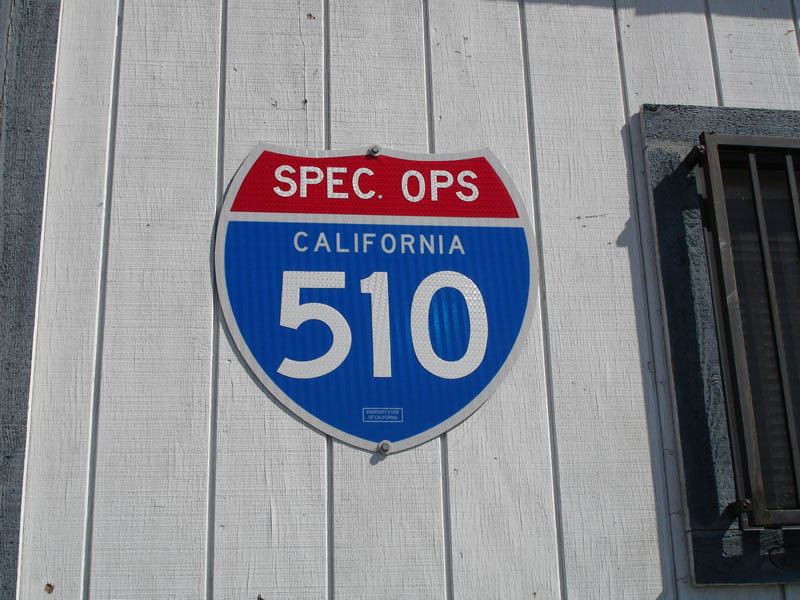 SPEC. OPS
CALIFORNIA
510
PROPERTY STATE
OF CALIFORNIA